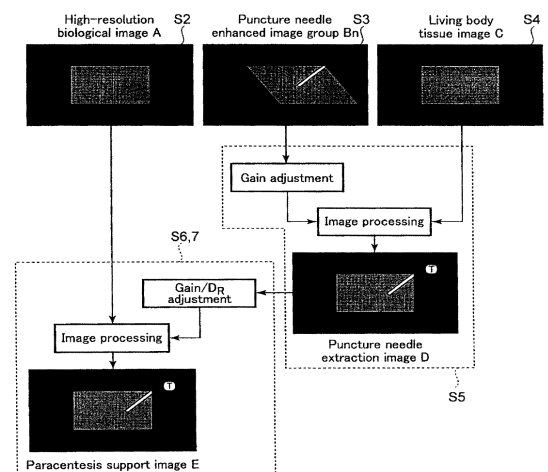 High-resolution
biological image A
S2
Puncture needle
enhanced image group Bn
S3
Living body
tissue image C
S4
Gain adjustment
Image processing
S6,7
Gain/DR
adjustment
T
Image processing
Puncture needle
extraction image D
S5
T
Paracentesis support image E